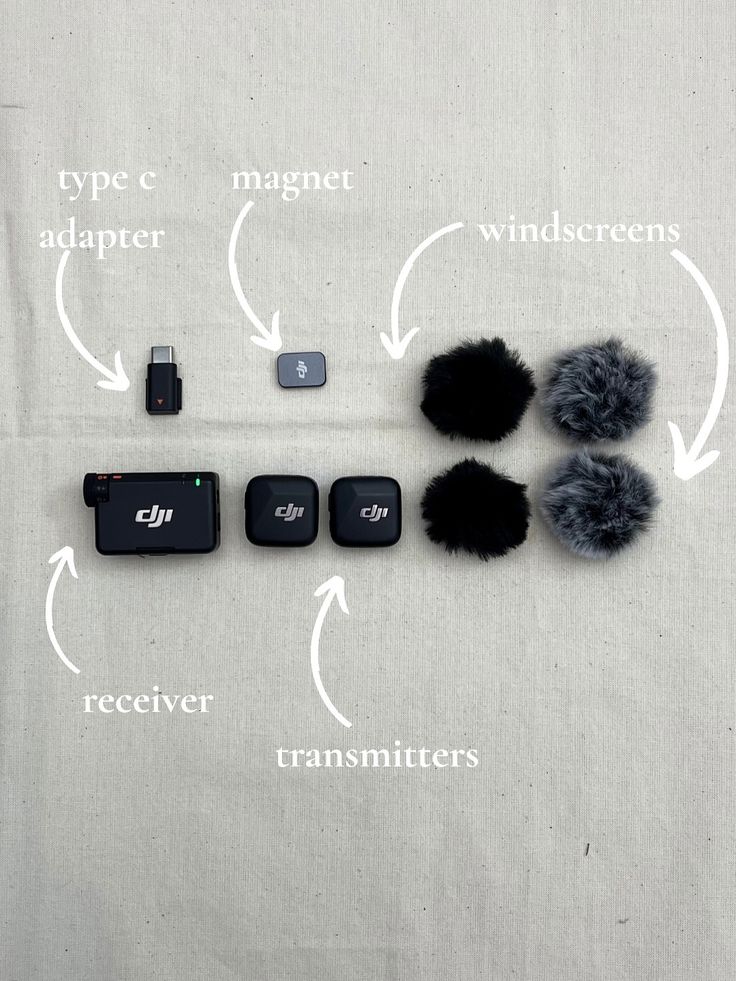 type c
adapter
magnet
windscreens
dji
dji
dji
dji
receiver
transmitters